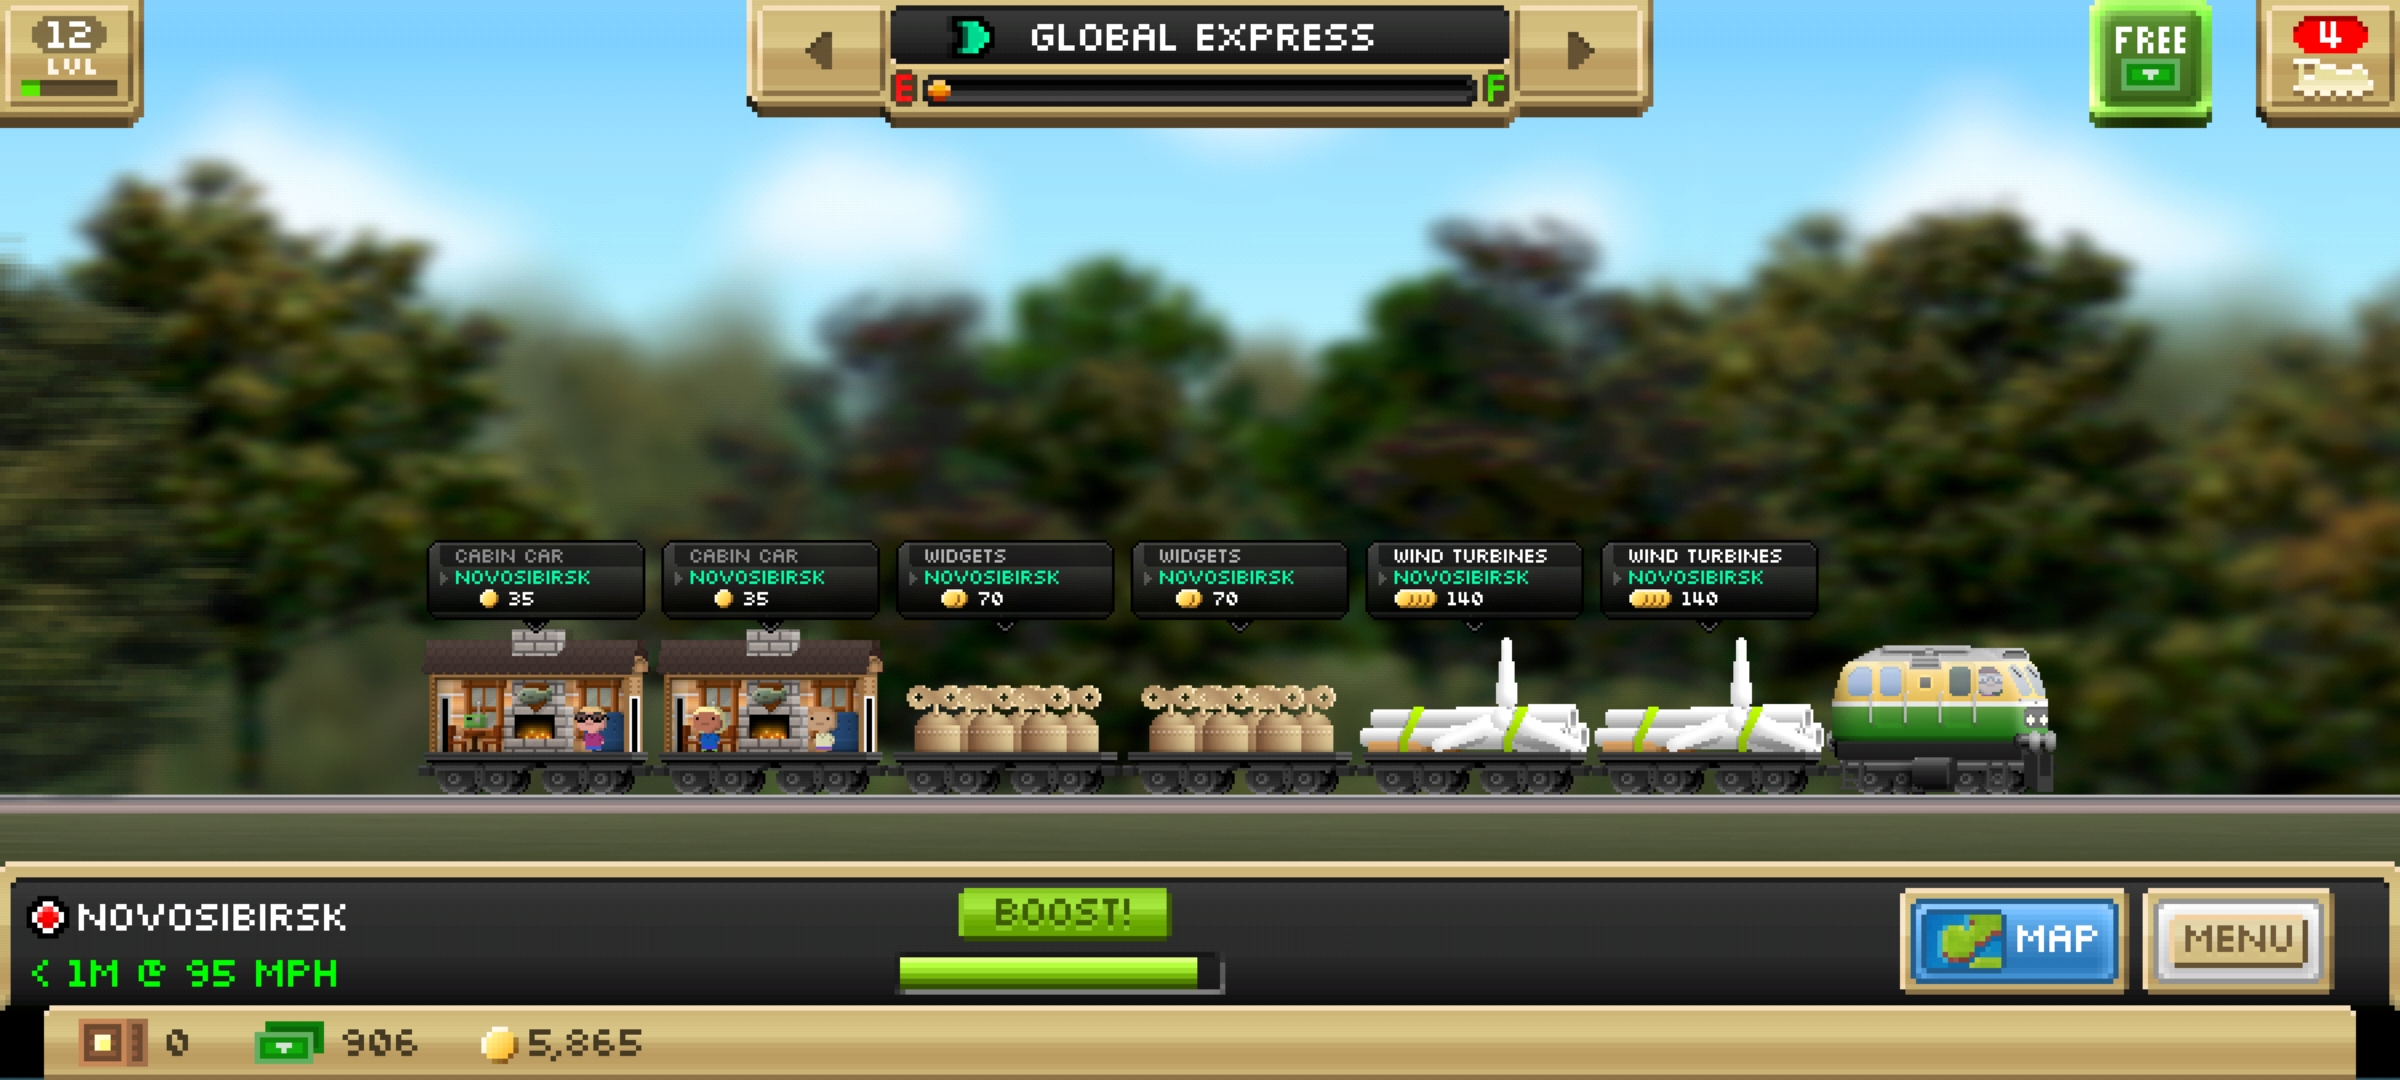 12
LVL
GLOBAL EXPRESS
E
F
FREE
4
CABIN CAR
NOVOSIBIRSK
35
CABIN CAR
NOVOSIBIRSK
35
WIDGETS
NOVOSIBIRSK
70
WIDGETS
NOVOSIBIRSK
70
WIND TURBINES
NOVOSIBIRSK
140
WIND TURBINES
NOVOSIBIRSK
140
NOVOSIBIRSK
< 1M @ 95 MPH
BOOST!
MAP
MENU
0
906
5,865